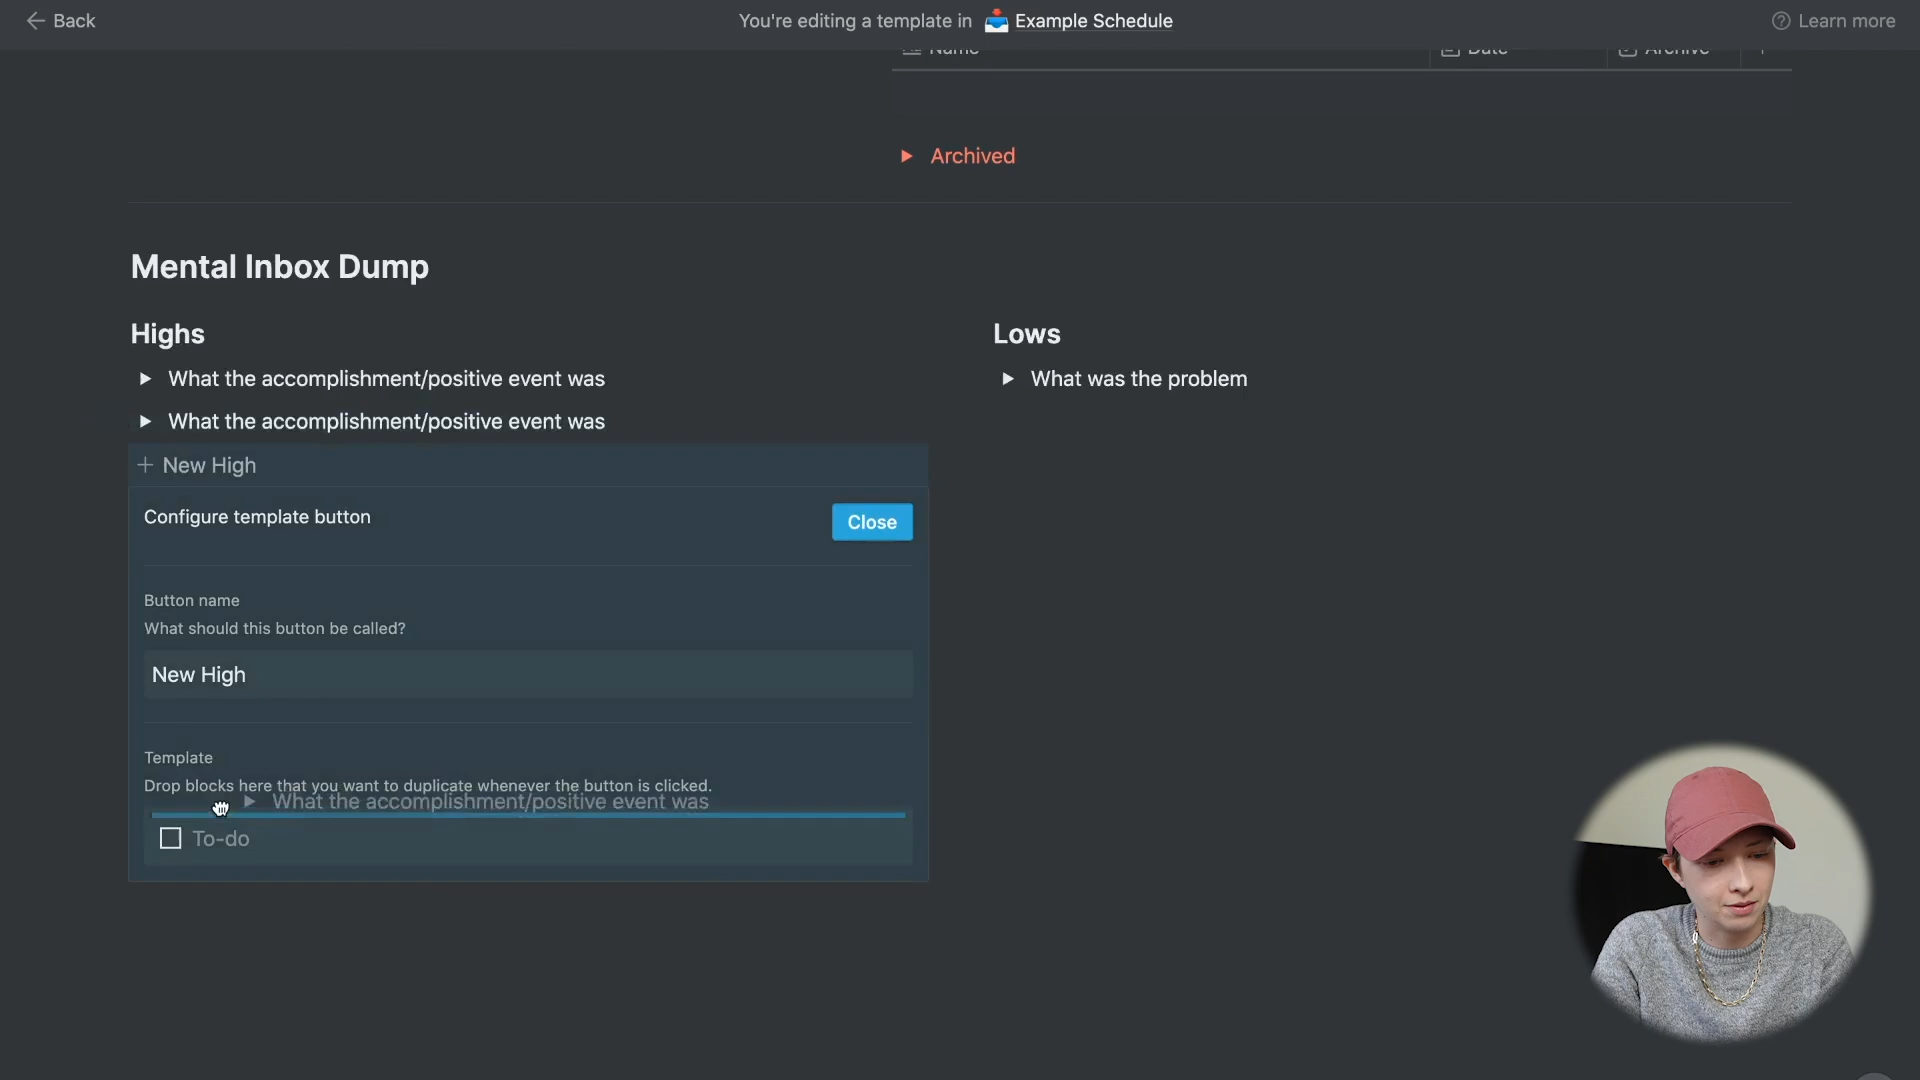 Back
You're editing a template in Example Schedule
Learn more
Name Date Archive
Archived
Mental Inbox Dump
Highs
What the accomplishment/positive event was
What the accomplishment/positive event was
Lows
What was the problem
+ New High
Configure template button
Close
Button name
What should this button be called?
New High
Template
Drop blocks here that you want to duplicate whenever the button is clicked.
What the accomplishment/positive event was
To-do